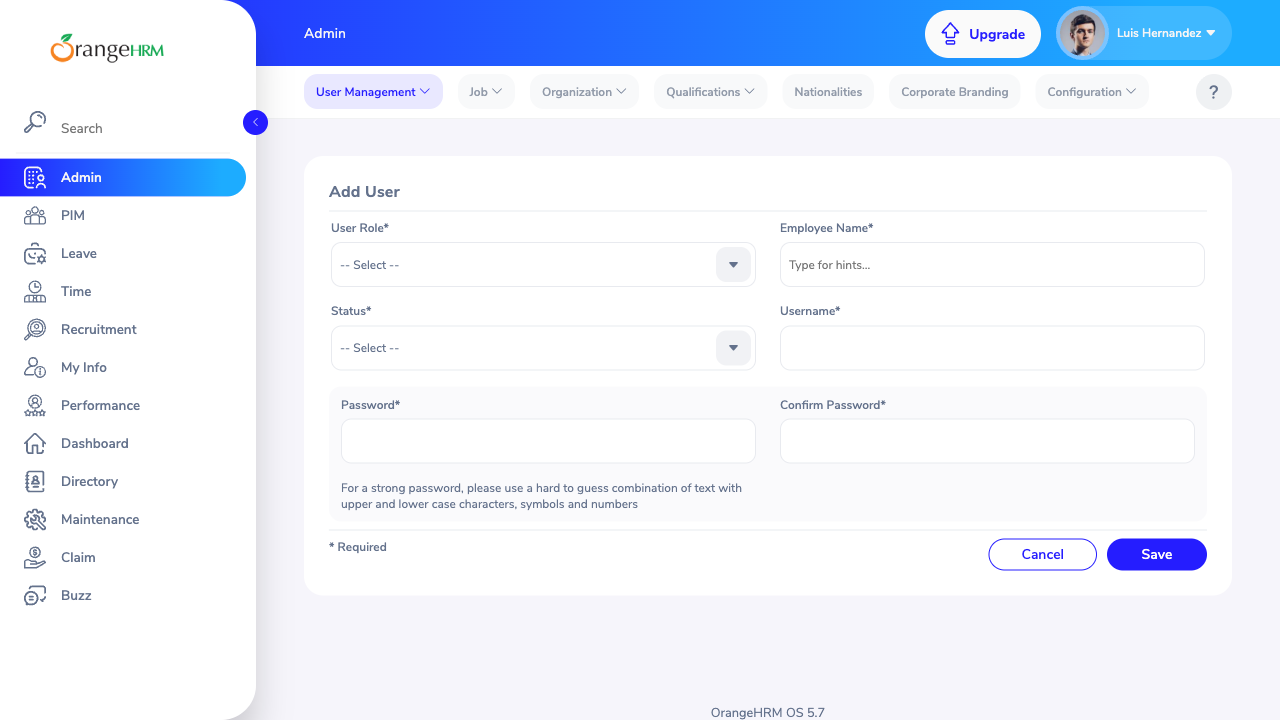 OrangeHRM
Admin
Upgrade
Luis Hernandez
User Management
Job
Organization
Qualifications
Nationalities
Corporate Branding
Configuration
?
Search
Admin
PIM
Leave
Time
Recruitment
My Info
Performance
Dashboard
Directory
Maintenance
Claim
Buzz
Add User
User Role*
Employee Name*
-- Select --
Type for hints...
Status*
Username*
-- Select --
Password*
Confirm Password*
For a strong password, please use a hard to guess combination of text with
upper and lower case characters, symbols and numbers
* Required
Cancel
Save
OrangeHRM OS 5.7